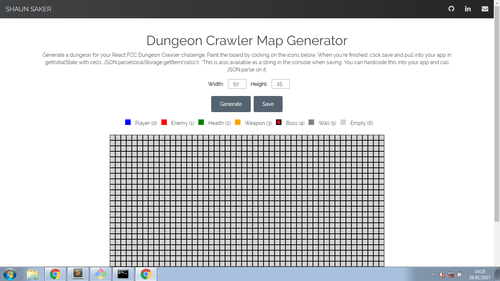 SHAUN SAKER
Dungeon Crawler Map Generator
Generate a dungeon for your React FCC Dungeon Crawler challenge. Paint the board by clicking on the icons below. When you're finished, click save and pull into your app in
getInitialState with cells: JSON.parse(localStorage.getItem('cells')). *This is also available as a string in the console when saving. You can hardcode this into your app and call
JSON.parse on it.
Width: 50 Height: 25
Generate Save
Player (0) Enemy (1) Health (2) Weapon (3) Boss (4) Wall (5) Empty (6)
14:19
28/01/2017